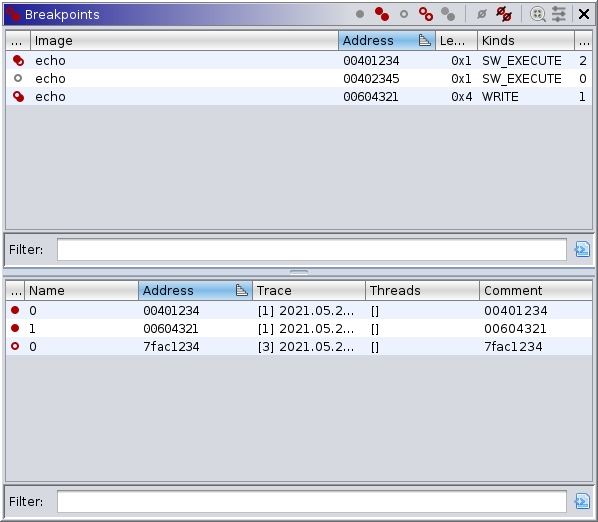 Breakpoints
... Image Address Le... Kinds ...
echo 00401234 0x1 SW_EXECUTE 2
echo 00402345 0x1 SW_EXECUTE 0
echo 00604321 0x4 WRITE 1
Filter:
... Name Address Trace Threads Comment
0 00401234 [1] 2021.05.2... [] 00401234
1 00604321 [1] 2021.05.2... [] 00604321
0 7fac1234 [3] 2021.05.2... [] 7fac1234
Filter: